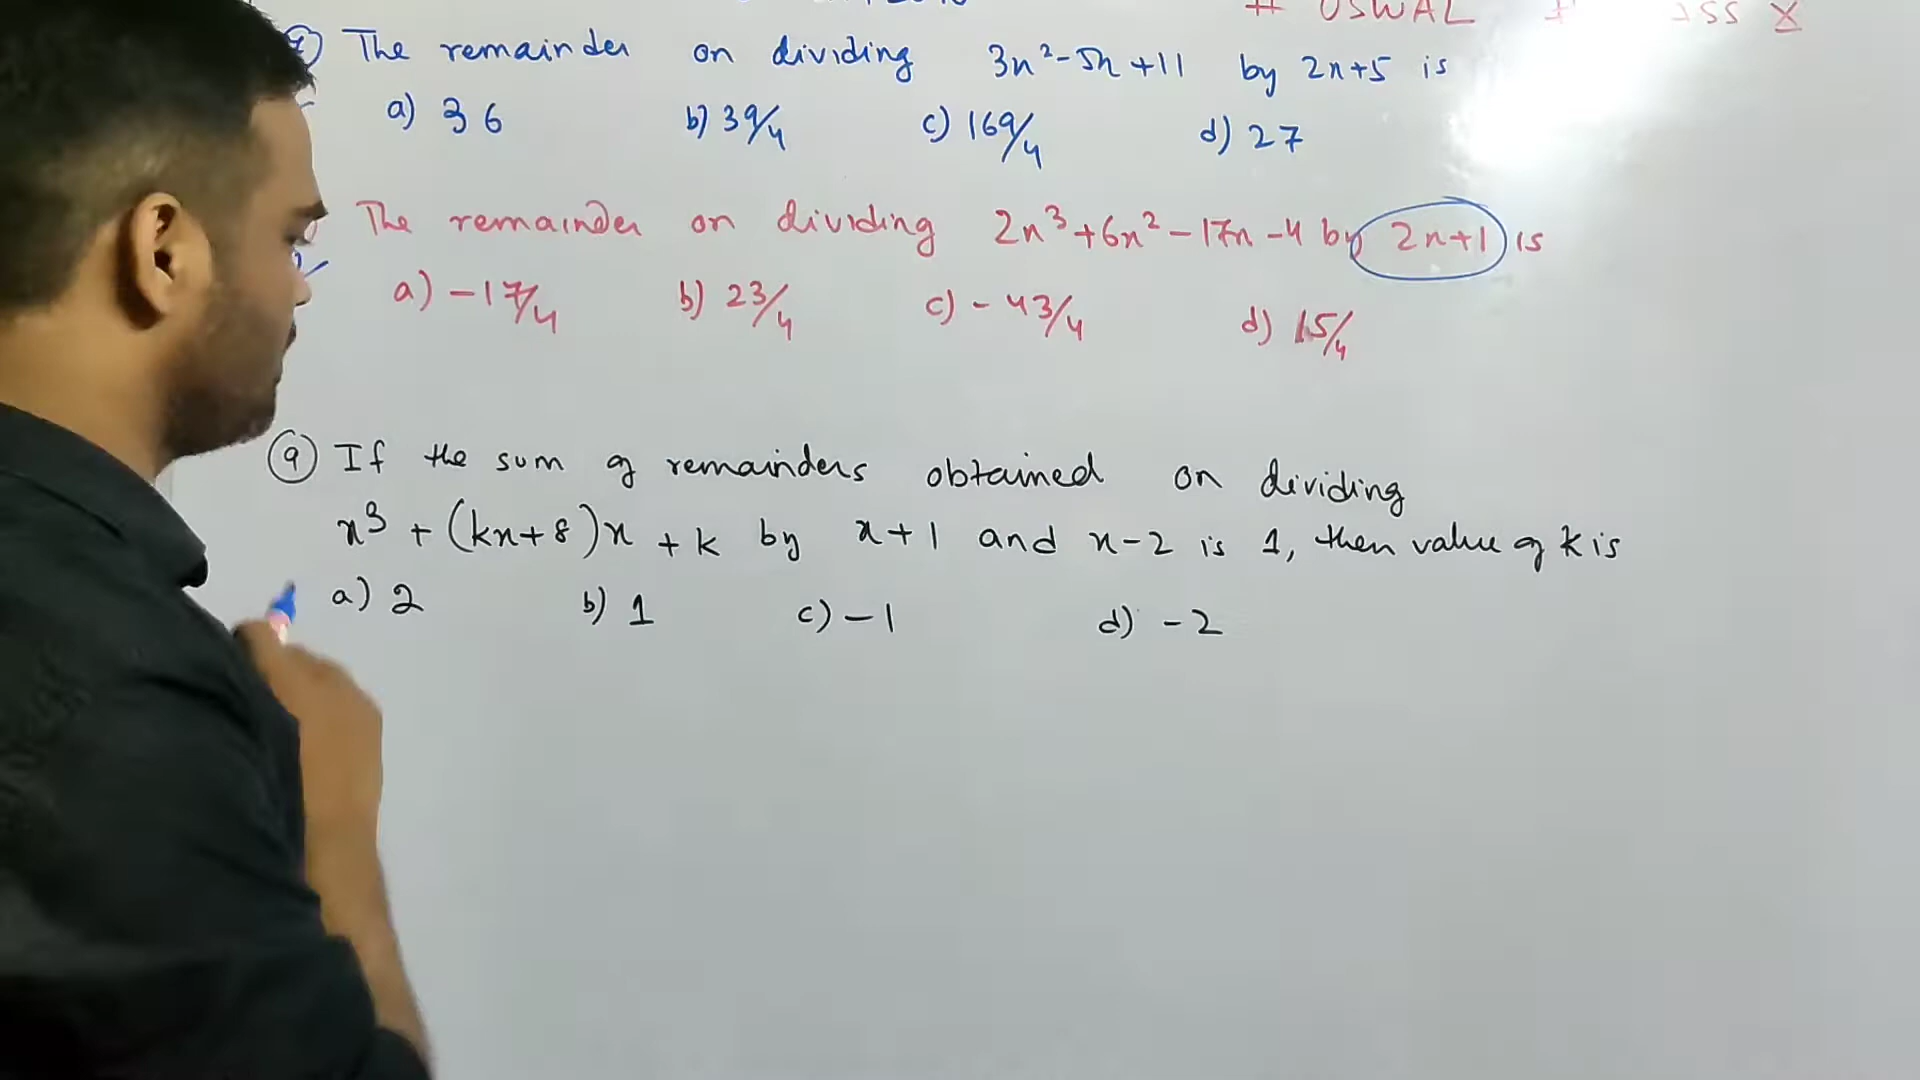 # OSWAL
The remainder on dividing 3x²-5x+11 by 2x+5 is
a) 36 b) 39/4 c) 169/4 d) 27
The remainder on dividing 2x³+6x²-17x-4 by 2x+1 is
a) -17/4 b) 23/4 c) -43/4 d) 15/4
9 If the sum of remainders obtained on dividing
x³ + (kx+8)x + k by x+1 and x-2 is 1, then value of k is
a) 2 b) 1 c) -1 d) -2